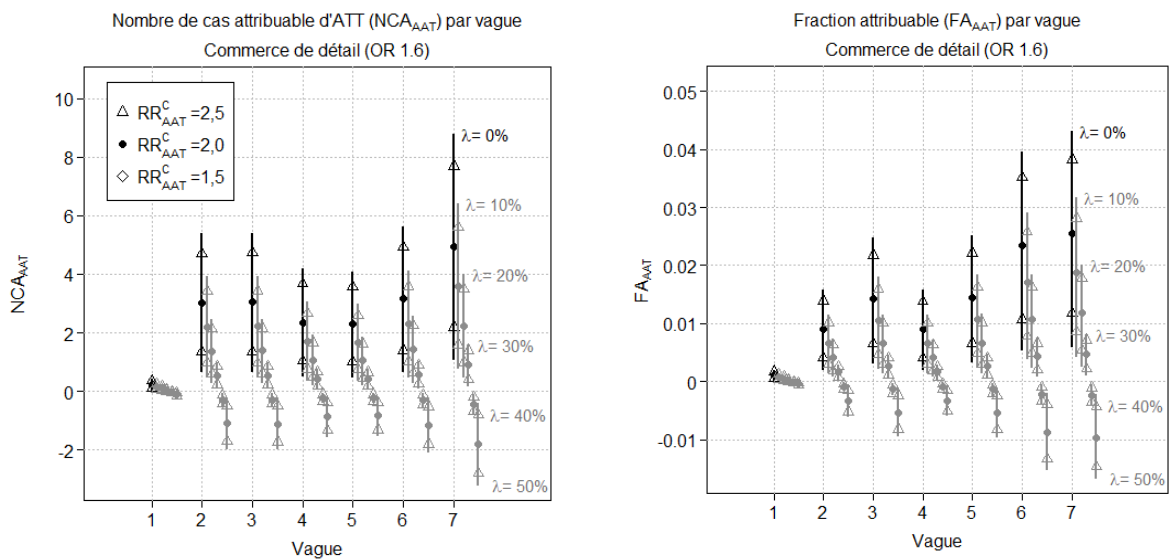 Nombre de cas attribuable d'ATT (NCA_AAT) par vague
Commerce de détail (OR 1.6)
NCA_AAT
10
8
6
4
2
0
-2
△ RR^C_AAT =2,5
● RR^C_AAT =2,0
◇ RR^C_AAT =1,5
λ= 0%
λ= 10%
λ= 20%
λ= 30%
λ= 40%
λ= 50%
1 2 3 4 5 6 7
Vague
Fraction attribuable (FA_AAT) par vague
Commerce de détail (OR 1.6)
FA_AAT
0.05
0.04
0.03
0.02
0.01
0
-0.01
λ= 0%
λ= 10%
λ= 20%
λ= 30%
λ= 40%
λ= 50%
1 2 3 4 5 6 7
Vague